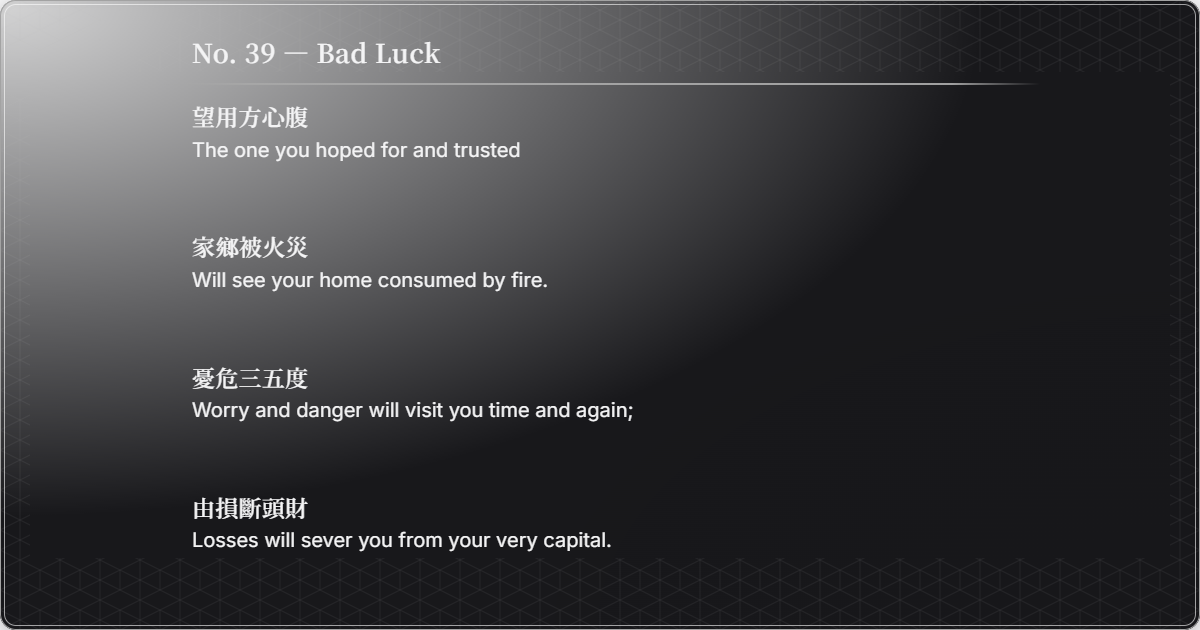 No. 39 — Bad Luck
望用方心腹
The one you hoped for and trusted
家鄉被火災
Will see your home consumed by fire.
憂危三五度
Worry and danger will visit you time and again;
由損斷頭財
Losses will sever you from your very capital.